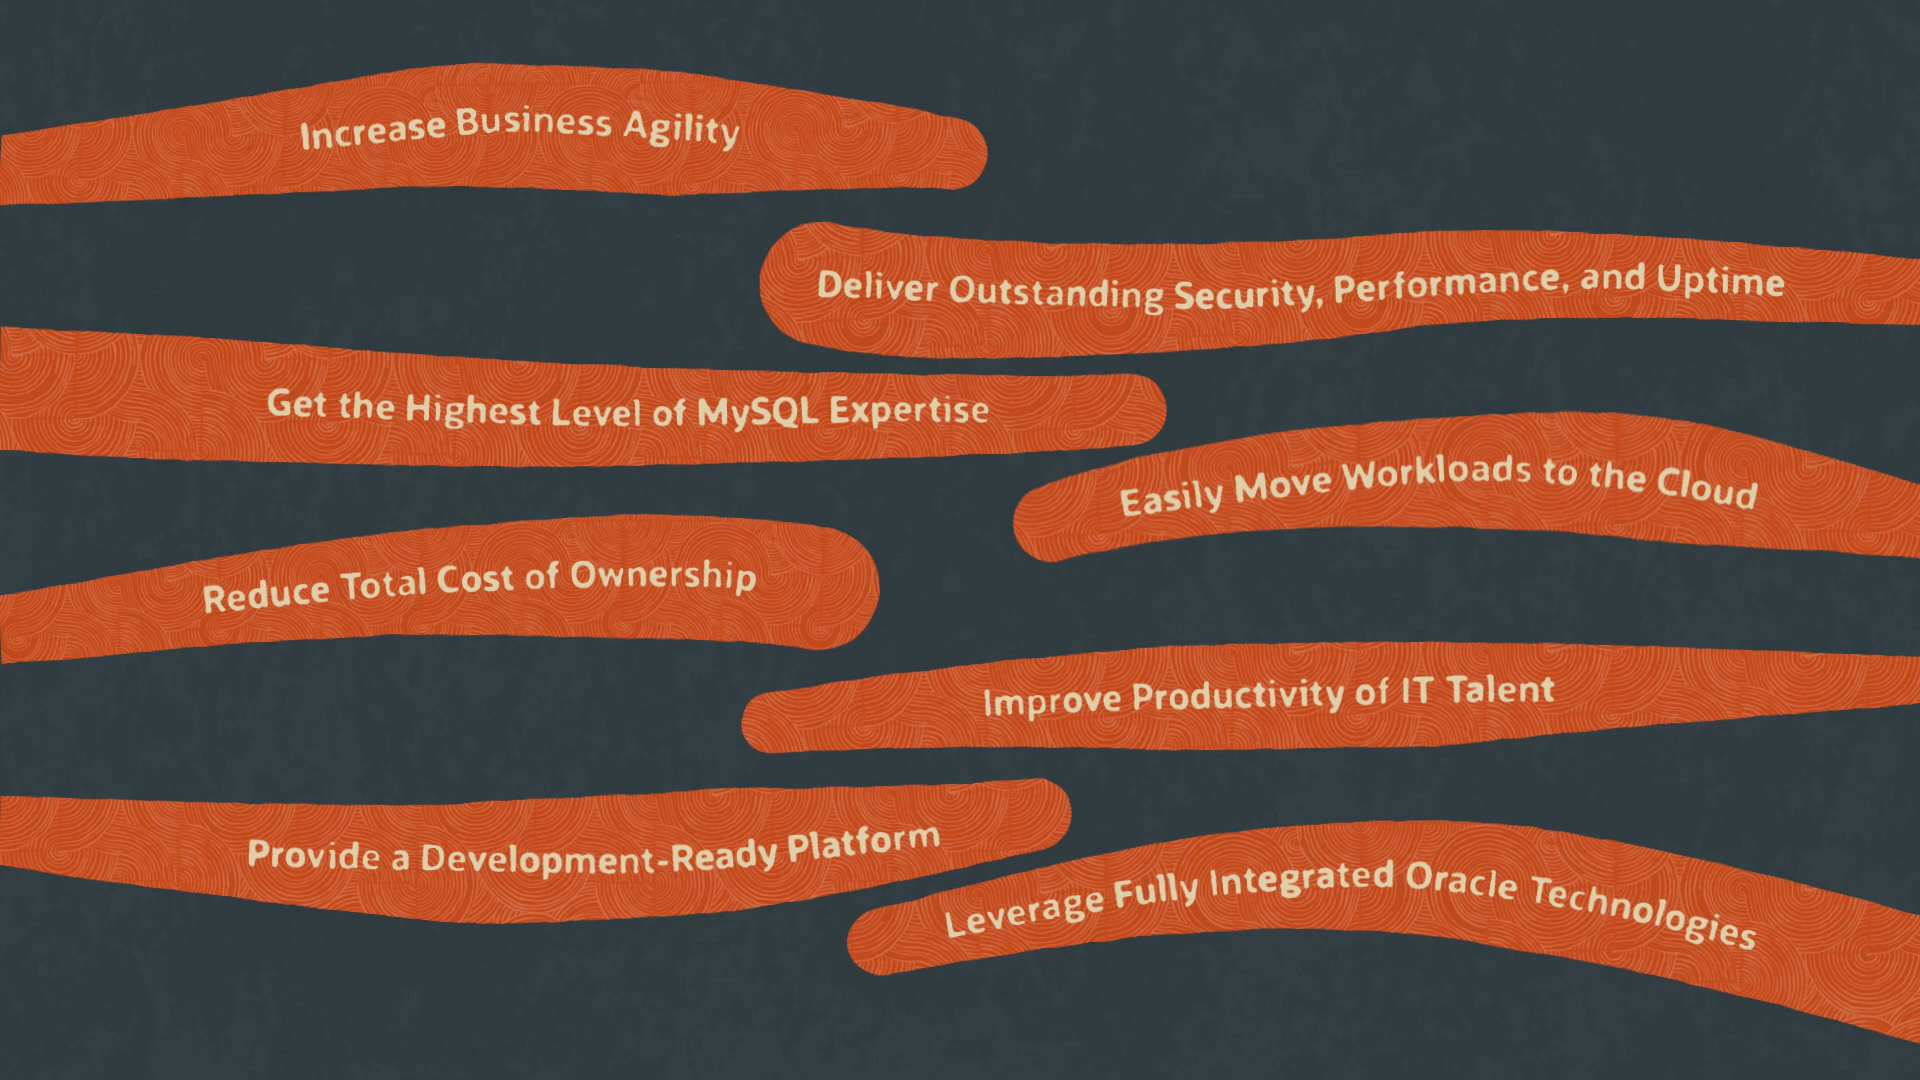 Increase Business Agility
Deliver Outstanding Security, Performance, and Uptime
Get the Highest Level of MySQL Expertise
Easily Move Workloads to the Cloud
Reduce Total Cost of Ownership
Improve Productivity of IT Talent
Provide a Development-Ready Platform
Leverage Fully Integrated Oracle Technologies